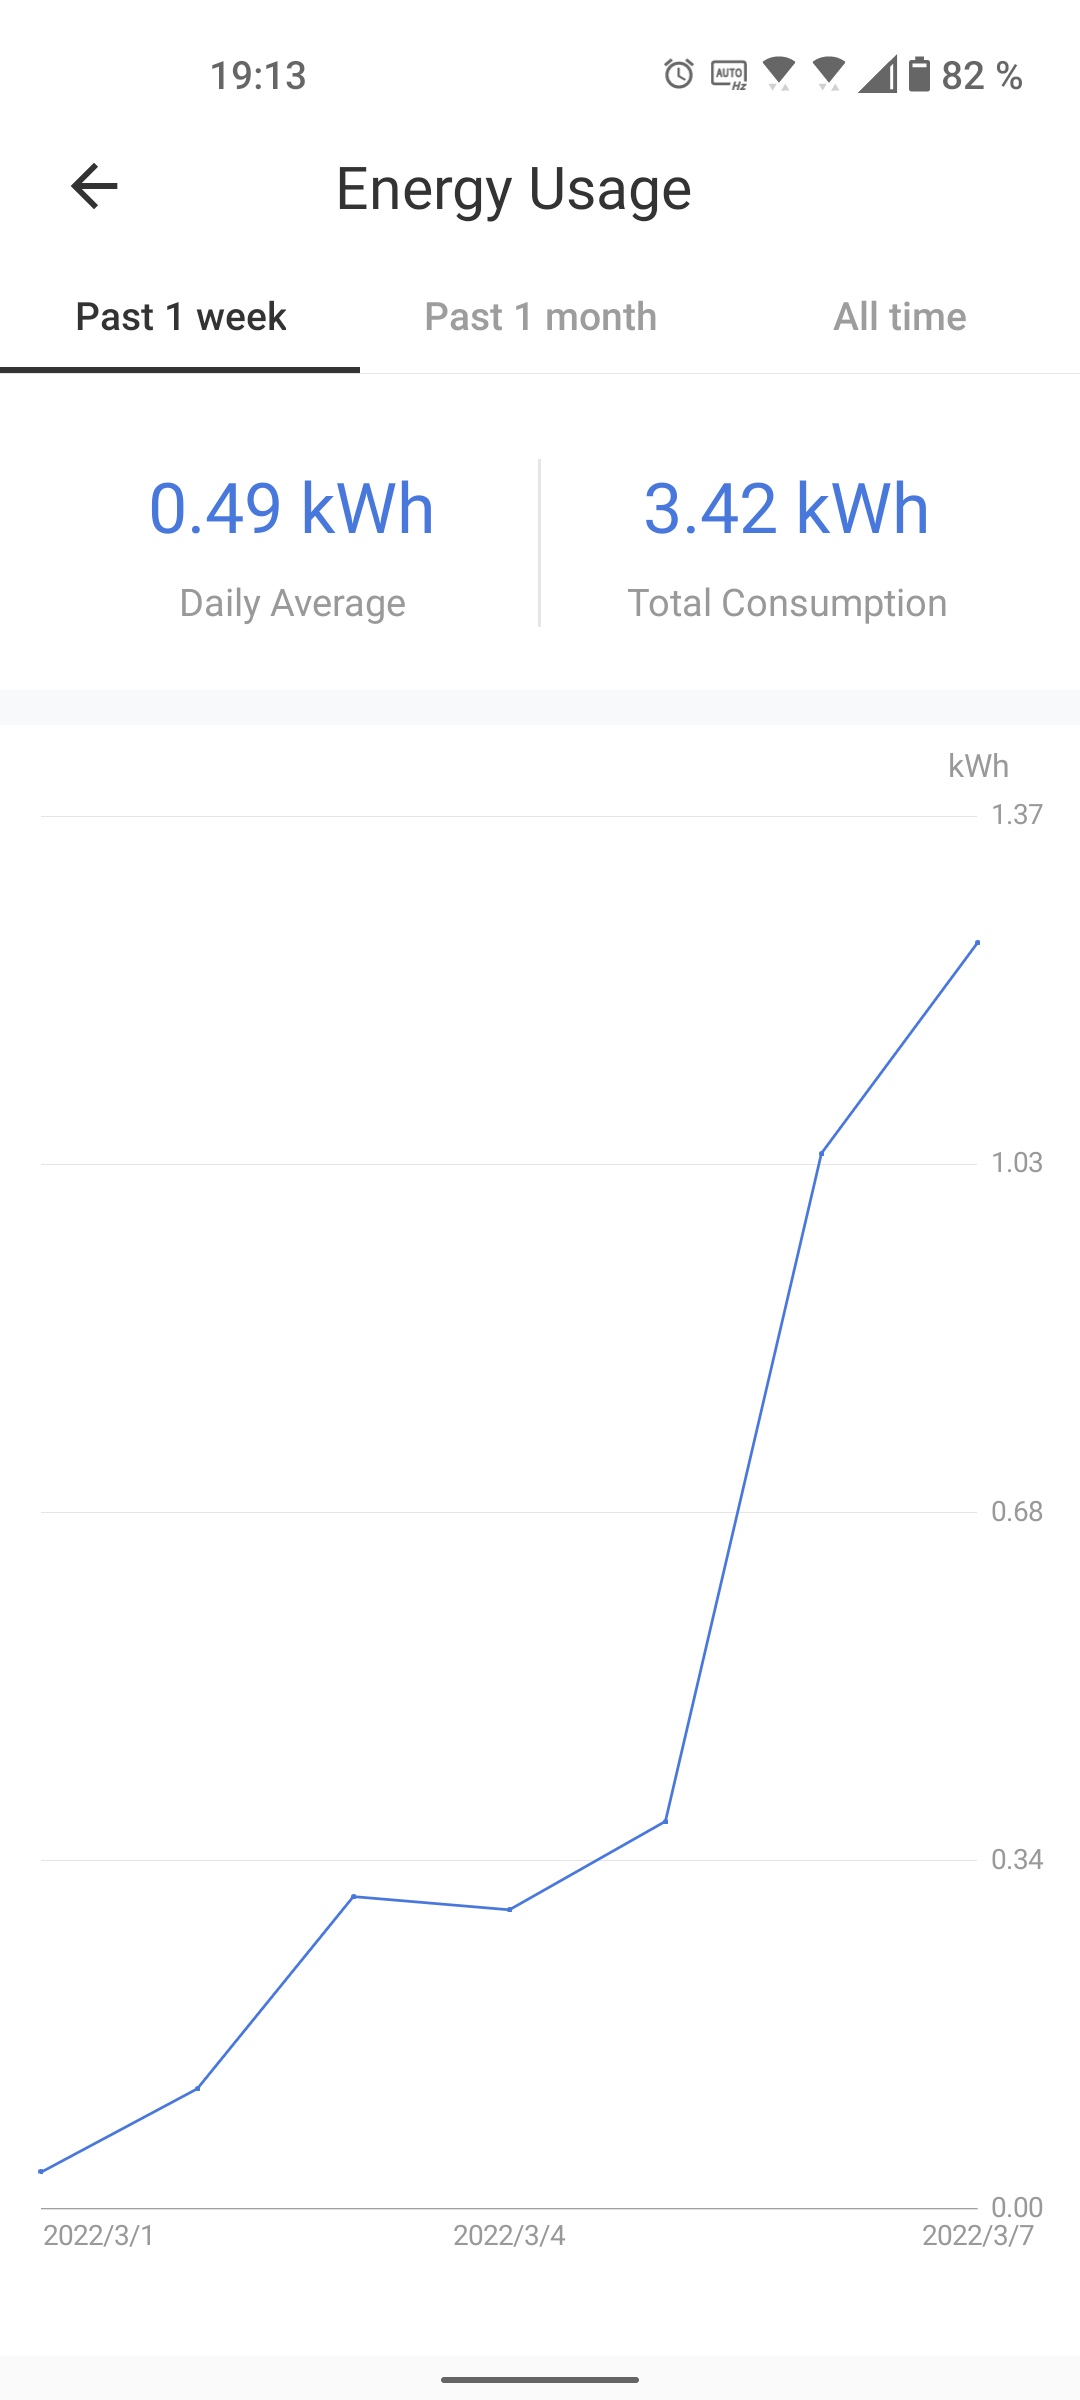 19:13 AUTO Hz 82 %
Energy Usage
Past 1 week Past 1 month All time
0.49 kWh 3.42 kWh
Daily Average Total Consumption
kWh
1.37
1.03
0.68
0.34
0.00
2022/3/1 2022/3/4 2022/3/7